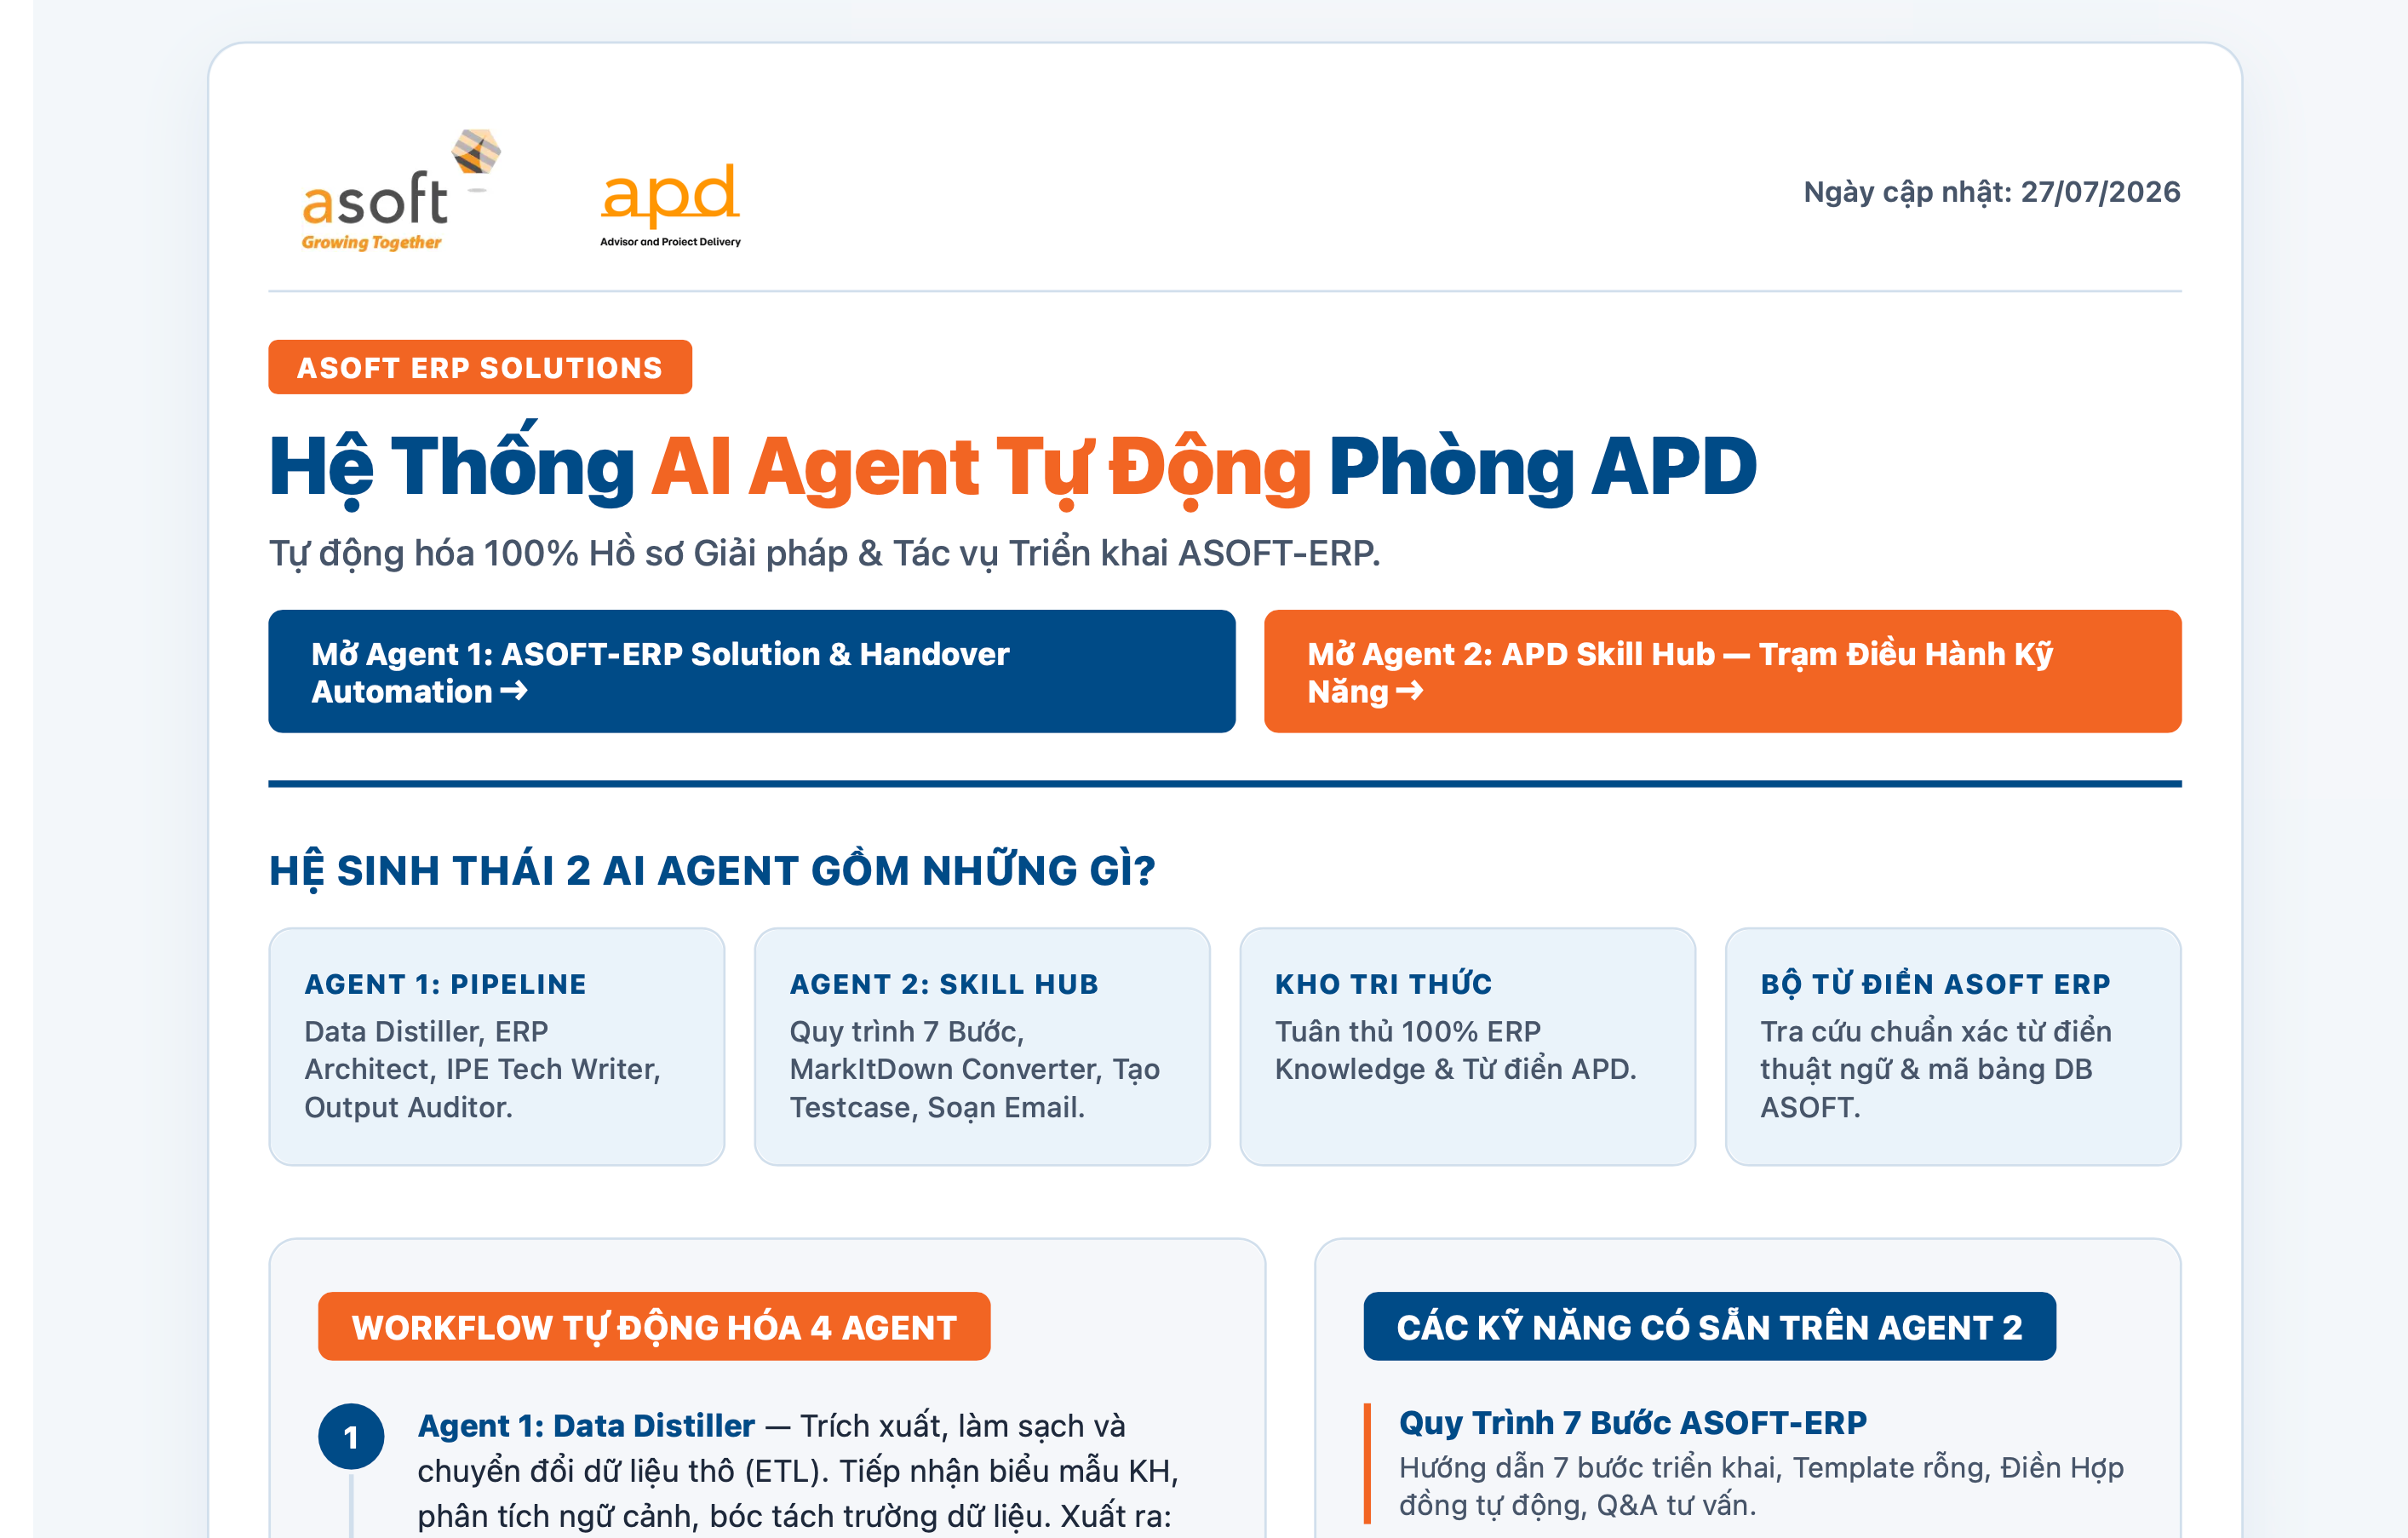 asoft
Growing Together
apd
Advisor and Proiect Delivery
Ngày cập nhật: 27/07/2026
ASOFT ERP SOLUTIONS
Hệ Thống AI Agent Tự Động Phòng APD
Tự động hóa 100% Hồ sơ Giải pháp & Tác vụ Triển khai ASOFT-ERP.
Mở Agent 1: ASOFT-ERP Solution & Handover
Automation →
Mở Agent 2: APD Skill Hub — Trạm Điều Hành Kỹ
Năng →
HỆ SINH THÁI 2 AI AGENT GỒM NHỮNG GÌ?
AGENT 1: PIPELINE
Data Distiller, ERP
Architect, IPE Tech Writer,
Output Auditor.
AGENT 2: SKILL HUB
Quy trình 7 Bước,
MarkItDown Converter, Tạo
Testcase, Soạn Email.
KHO TRI THỨC
Tuân thủ 100% ERP
Knowledge & Từ điển APD.
BỘ TỪ ĐIỂN ASOFT ERP
Tra cứu chuẩn xác từ điển
thuật ngữ & mã bảng DB
ASOFT.
WORKFLOW TỰ ĐỘNG HÓA 4 AGENT
1
Agent 1: Data Distiller — Trích xuất, làm sạch và
chuyển đổi dữ liệu thô (ETL). Tiếp nhận biểu mẫu KH,
phân tích ngữ cảnh, bóc tách trường dữ liệu. Xuất ra:
CÁC KỸ NĂNG CÓ SẴN TRÊN AGENT 2
Quy Trình 7 Bước ASOFT-ERP
Hướng dẫn 7 bước triển khai, Template rỗng, Điền Hợp
đồng tự động, Q&A tư vấn.